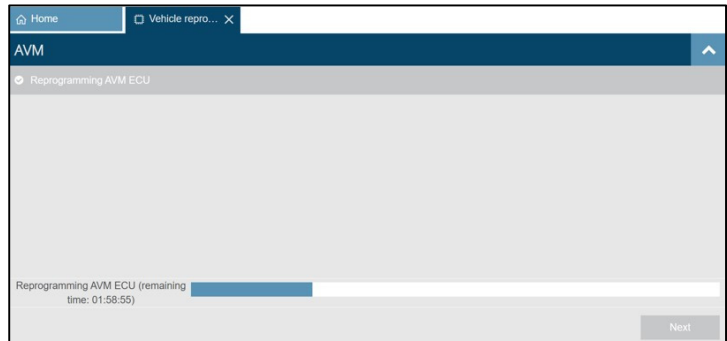 Home
Vehicle repro...
AVM
Reprogramming AVM ECU
Reprogramming AVM ECU (remaining
time: 01:58:55)
Next